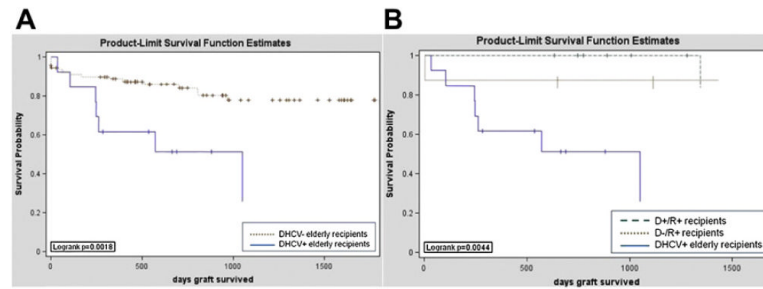 A
Product-Limit Survival Function Estimates
1
0.8
0.6
0.4
0.2
0
Survival Probability
Logrank p=0.0018
DHCV- elderly recipients
DHCV+ elderly recipients
0 500 1000 1500
days graft survived
B
Product-Limit Survival Function Estimates
1
0.8
0.6
0.4
0.2
0
Survival Probability
Logrank p=0.0044
D+/R+ recipients
D-/R+ recipients
DHCV+ elderly recipients
0 500 1000 1500
days graft survived